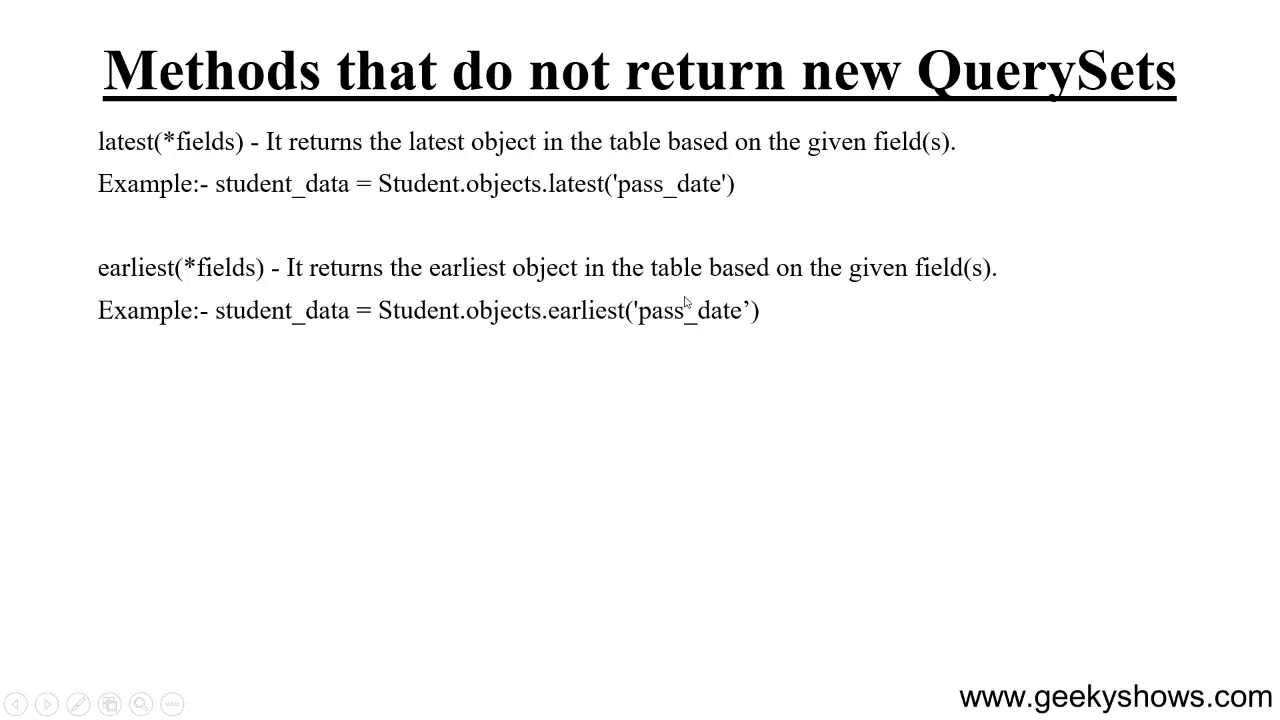 Methods that do not return new QuerySets
latest(*fields) - It returns the latest object in the table based on the given field(s).
Example:- student_data = Student.objects.latest('pass_date')
earliest(*fields) - It returns the earliest object in the table based on the given field(s).
Example:- student_data = Student.objects.earliest('pass_date’)
www.geekyshows.com